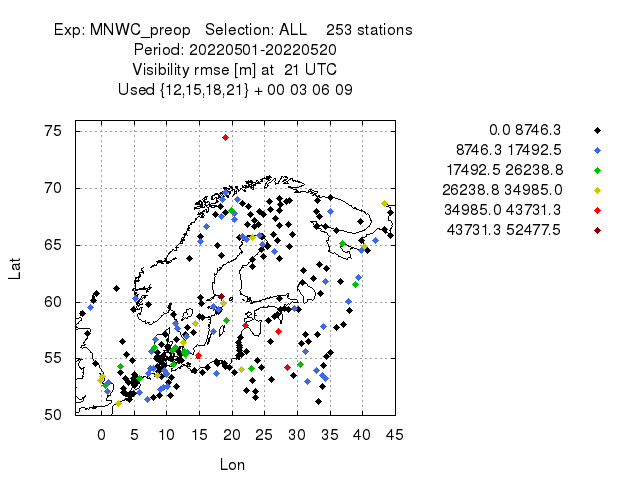 Exp: MNWC_preop   Selection: ALL    253 stations
Period: 20220501-20220520
Visibility rmse [m] at  21 UTC
Used {12,15,18,21} + 00 03 06 09
75
70
65
60
55
50
0 5 10 15 20 25 30 35 40 45
Lat
Lon
0.0 8746.3
8746.3 17492.5
17492.5 26238.8
26238.8 34985.0
34985.0 43731.3
43731.3 52477.5